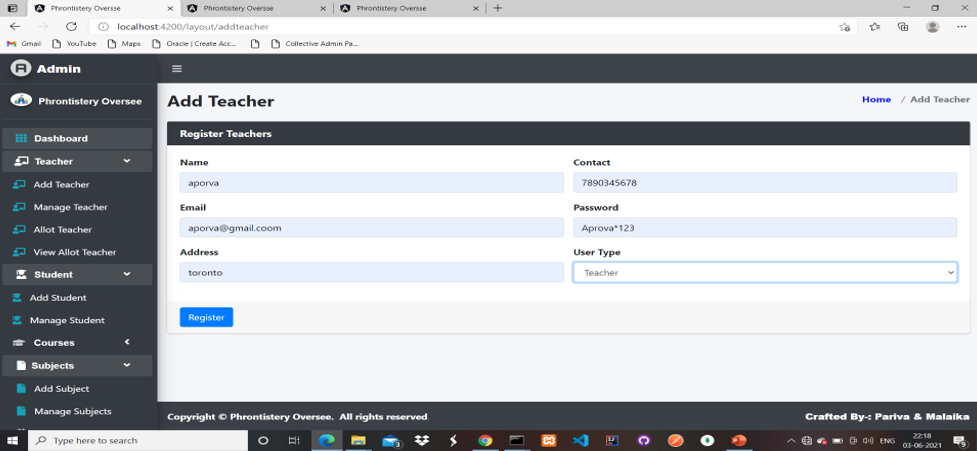 Phrontistery Oversse
Phrontistery Oversse
Phrontistery Oversse
localhost:4200/layout/addteacher
Gmail YouTube Maps Oracle | Create Acc... Collective Admin Pa...
Admin
Phrontistery Oversee
Dashboard
Teacher
Add Teacher
Manage Teacher
Allot Teacher
View Allot Teacher
Student
Add Student
Manage Student
Courses
Subjects
Add Subject
Manage Subjects
Add Teacher
Home / Add Teacher
Register Teachers
Name
aporva
Contact
7890345678
Email
aporva@gmail.coom
Password
Aprova*123
Address
toronto
User Type
Teacher
Register
Copyright © Phrontistery Oversee. All rights reserved.
Crafted By-: Pariva & Malaika
Type here to search
ENG
22:18
03-06-2021